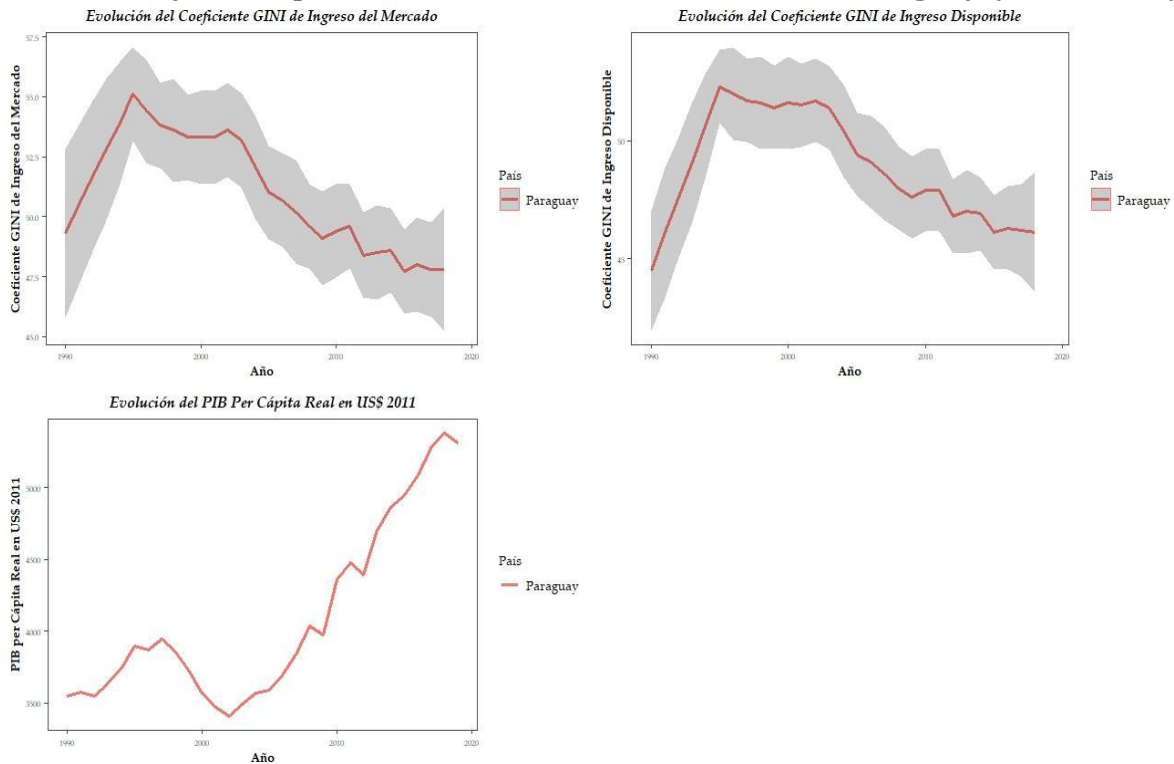 Evolución del Coeficiente GINI de Ingreso del Mercado
Coeficiente GINI de Ingreso del Mercado
57.5
55.0
52.5
50.0
47.5
45.0
1990
2000
2010
2020
Año
País
Paraguay
Evolución del Coeficiente GINI de Ingreso Disponible
Coeficiente GINI de Ingreso Disponible
50
45
1990
2000
2010
2020
Año
País
Paraguay
Evolución del PIB Per Cápita Real en US$ 2011
PIB per Cápita Real en US$ 2011
5000
4500
4000
3500
1990
2000
2010
2020
Año
País
Paraguay